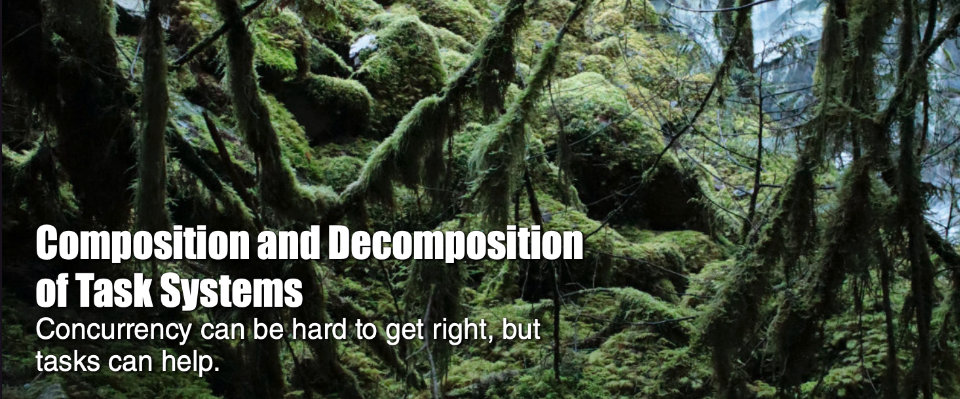 Composition and Decomposition
of Task Systems
Concurrency can be hard to get right, but
tasks can help.